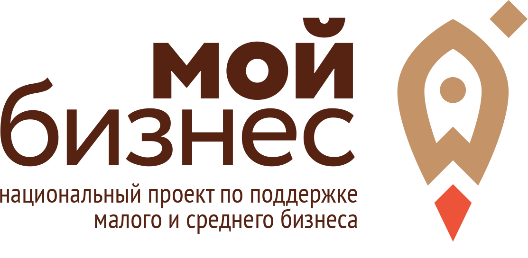 мой
бизнес
национальный проект по поддержке
малого и среднего бизнеса